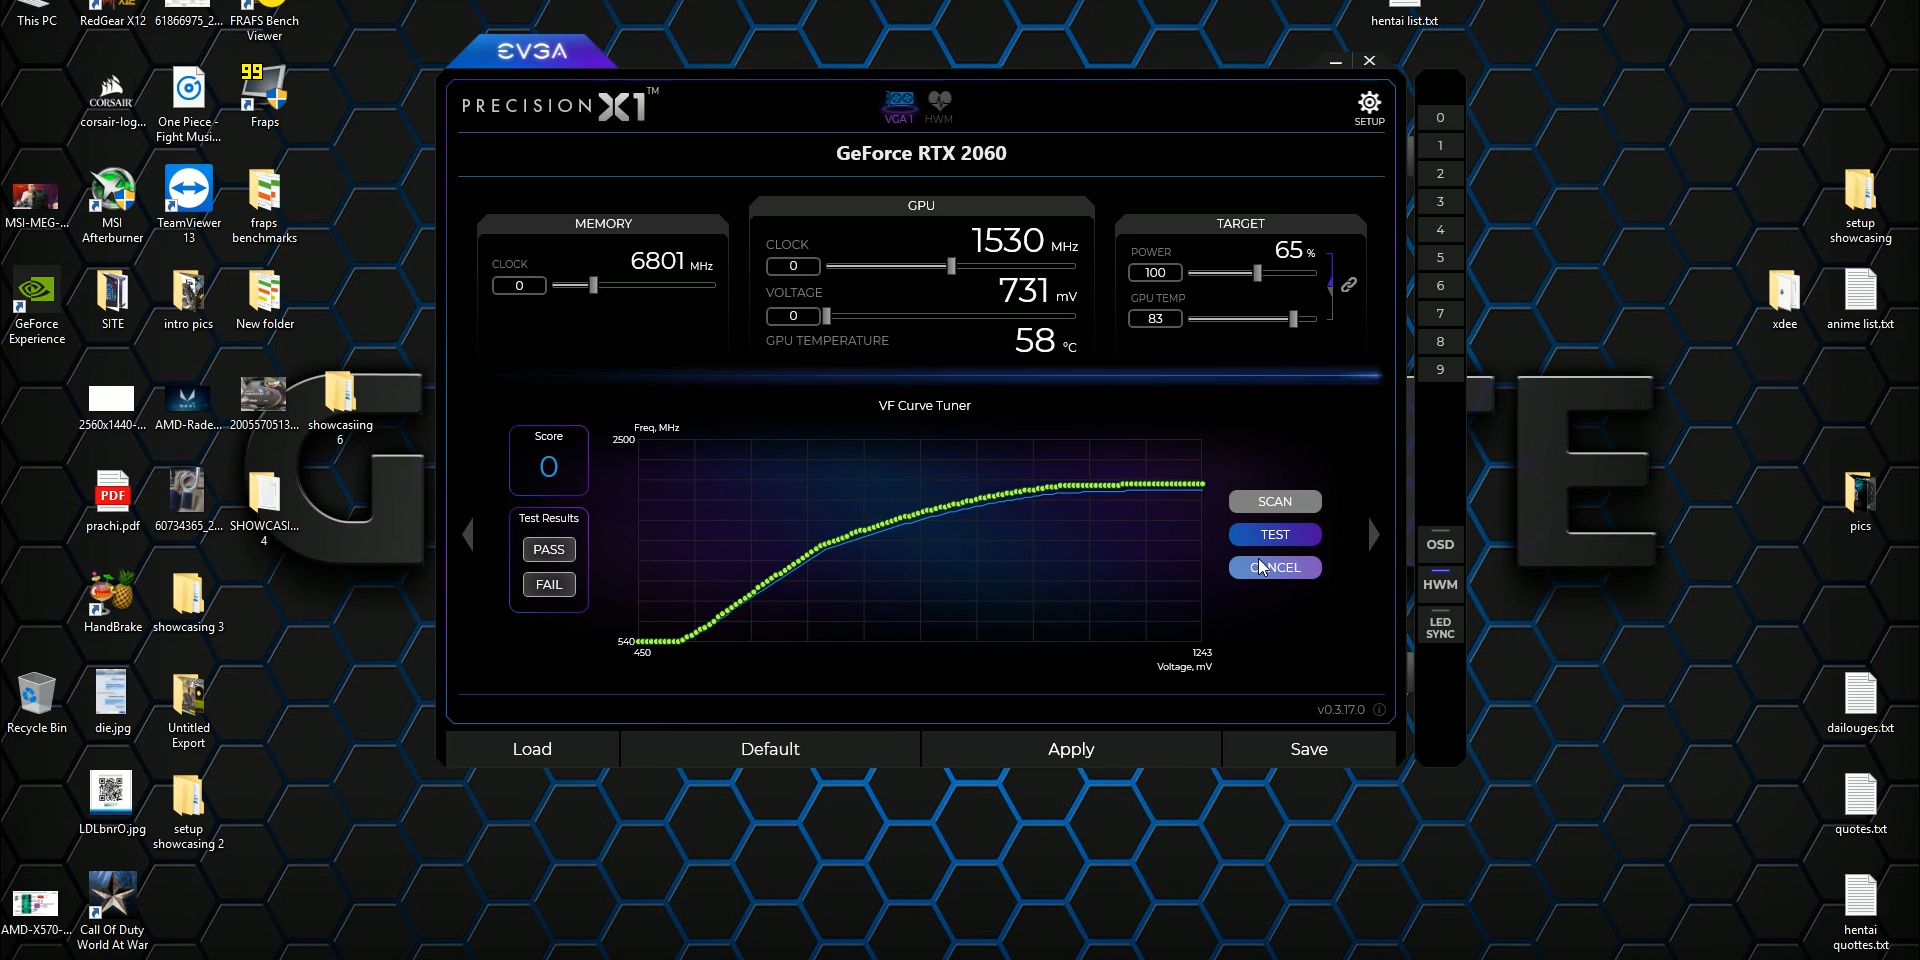 This PC
RedGear X12
61866975_2...
FRAFS Bench
Viewer
hentai list.txt
99
CORSAIR
corsair-log...
One Piece -
Fight Musi...
Fraps
MSI-MEG-...
MSI
Afterburner
TeamViewer
13
fraps
benchmarks
GeForce
Experience
SITE
intro pics
New folder
2560x1440-...
AMD-Rade...
2005570513...
showcasiing
6
PDF
prachi.pdf
60734365_2...
SHOWCASI...
4
HandBrake
showcasing 3
Recycle Bin
die.jpg
Untitled
Export
LDLbnrO.jpg
setup
showcasing 2
AMD-X570-...
Call Of Duty
World At War
EVGA
PRECISION X1™
VGA 1
HWM
SETUP
GeForce RTX 2060
MEMORY
CLOCK
6801 MHz
0
GPU
CLOCK
1530 MHz
0
VOLTAGE
731 mV
0
GPU TEMPERATURE
58 °C
TARGET
POWER
65 %
100
GPU TEMP
83
VF Curve Tuner
Score
0
Test Results
PASS
FAIL
Freq, MHz
2500
540
450
1243
Voltage, mV
SCAN
TEST
CANCEL
v0.3.17.0
Load
Default
Apply
Save
0
1
2
3
4
5
6
7
8
9
OSD
HWM
LED
SYNC
G
E
setup
showcasing
xdee
anime list.txt
pics
dailouges.txt
quotes.txt
hentai
quottes.txt